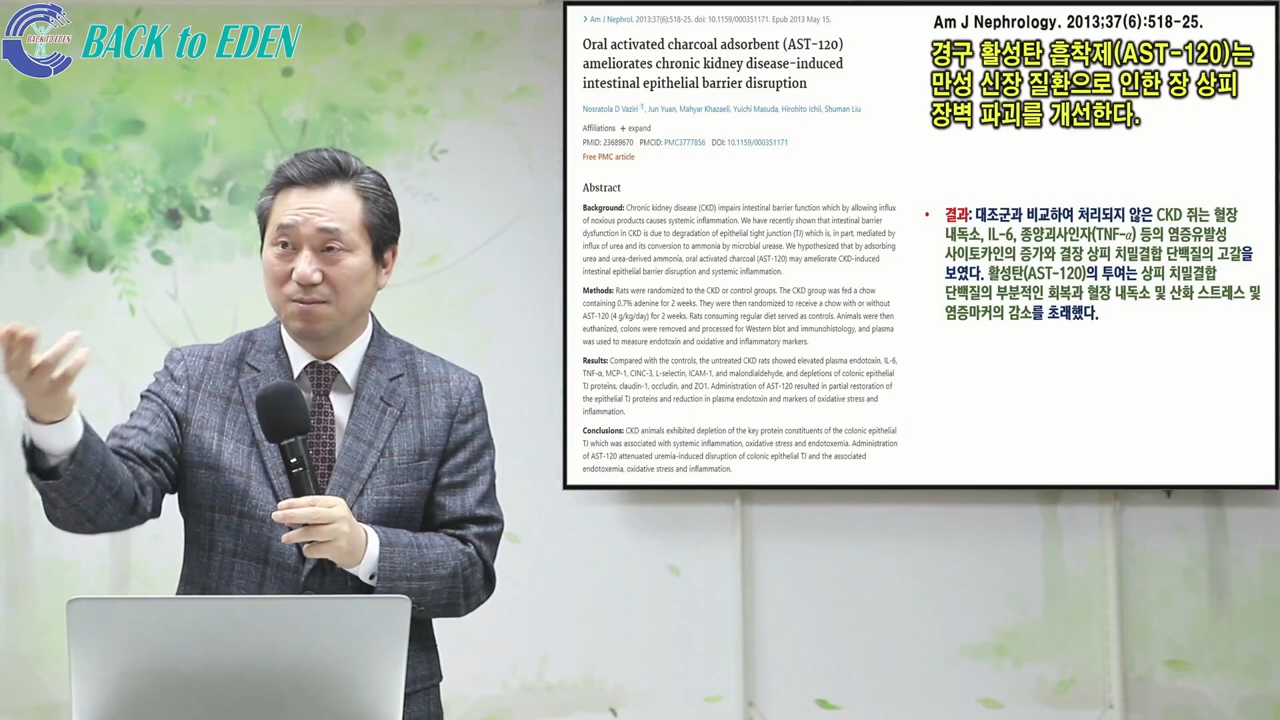 BACK TO EDEN
BACK to EDEN
Am J Nephrol. 2013;37(6):518-25. doi: 10.1159/000351171. Epub 2013 May 15.
Oral activated charcoal adsorbent (AST-120)
ameliorates chronic kidney disease-induced
intestinal epithelial barrier disruption
Nosratola D Vaziri 1, Jun Yuan, Mahyar Khazaeli, Yuichi Masuda, Hirohito Ichii, Shuman Liu
Affiliations + expand
PMID: 23689670 PMCID: PMC3777856 DOI: 10.1159/000351171
Free PMC article
Abstract
Background: Chronic kidney disease (CKD) impairs intestinal barrier function which by allowing influx
of noxious products causes systemic inflammation. We have recently shown that intestinal barrier
dysfunction in CKD is due to degradation of epithelial tight junction (TJ) which is, in part, mediated by
influx of urea and its conversion to ammonia by microbial urease. We hypothesized that by adsorbing
urea and urea-derived ammonia, oral activated charcoal (AST-120) may ameliorate CKD-induced
intestinal epithelial barrier disruption and systemic inflammation.
Methods: Rats were randomized to the CKD or control groups. The CKD group was fed a chow
containing 0.7% adenine for 2 weeks. They were then randomized to receive a chow with or without
AST-120 (4 g/kg/day) for 2 weeks. Rats consuming regular diet served as controls. Animals were then
euthanized, colons were removed and processed for Western blot and immunohistology, and plasma
was used to measure endotoxin and oxidative and inflammatory markers.
Results: Compared with the controls, the untreated CKD rats showed elevated plasma endotoxin, IL-6,
TNF-α, MCP-1, CINC-3, L-selectin, ICAM-1, and malondialdehyde, and depletions of colonic epithelial
TJ proteins, claudin-1, occludin, and ZO1. Administration of AST-120 resulted in partial restoration of
the epithelial TJ proteins and reduction in plasma endotoxin and markers of oxidative stress and
inflammation.
Conclusions: CKD animals exhibited depletion of the key protein constituents of the colonic epithelial
TJ which was associated with systemic inflammation, oxidative stress and endotoxemia. Administration
of AST-120 attenuated uremia-induced disruption of colonic epithelial TJ and the associated
endotoxemia, oxidative stress and inflammation.
Am J Nephrology. 2013;37(6):518-25.
경구 활성탄 흡착제(AST-120)는
만성 신장 질환으로 인한 장 상피
장벽 파괴를 개선한다.
• 결과: 대조군과 비교하여 처리되지 않은 CKD 쥐는 혈장
내독소, IL-6, 종양괴사인자(TNF-α) 등의 염증유발성
사이토카인의 증가와 결장 상피 치밀결합 단백질의 고갈을
보였다. 활성탄(AST-120)의 투여는 상피 치밀결합
단백질의 부분적인 회복과 혈장 내독소 및 산화 스트레스 및
염증마커의 감소를 초래했다.